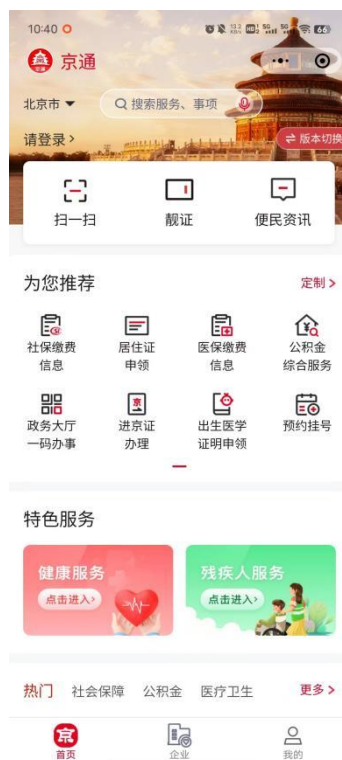 10:40
京通
北京市
搜索服务、事项
请登录
版本切换
扫一扫
靓证
便民资讯
为您推荐
定制
社保缴费
信息
居住证
申领
医保缴费
信息
公积金
综合服务
政务大厅
一码办事
进京证
办理
出生医学
证明申领
预约挂号
特色服务
健康服务
点击进入
残疾人服务
点击进入
热门
社会保障
公积金
医疗卫生
更多
京
首页
企业
我的